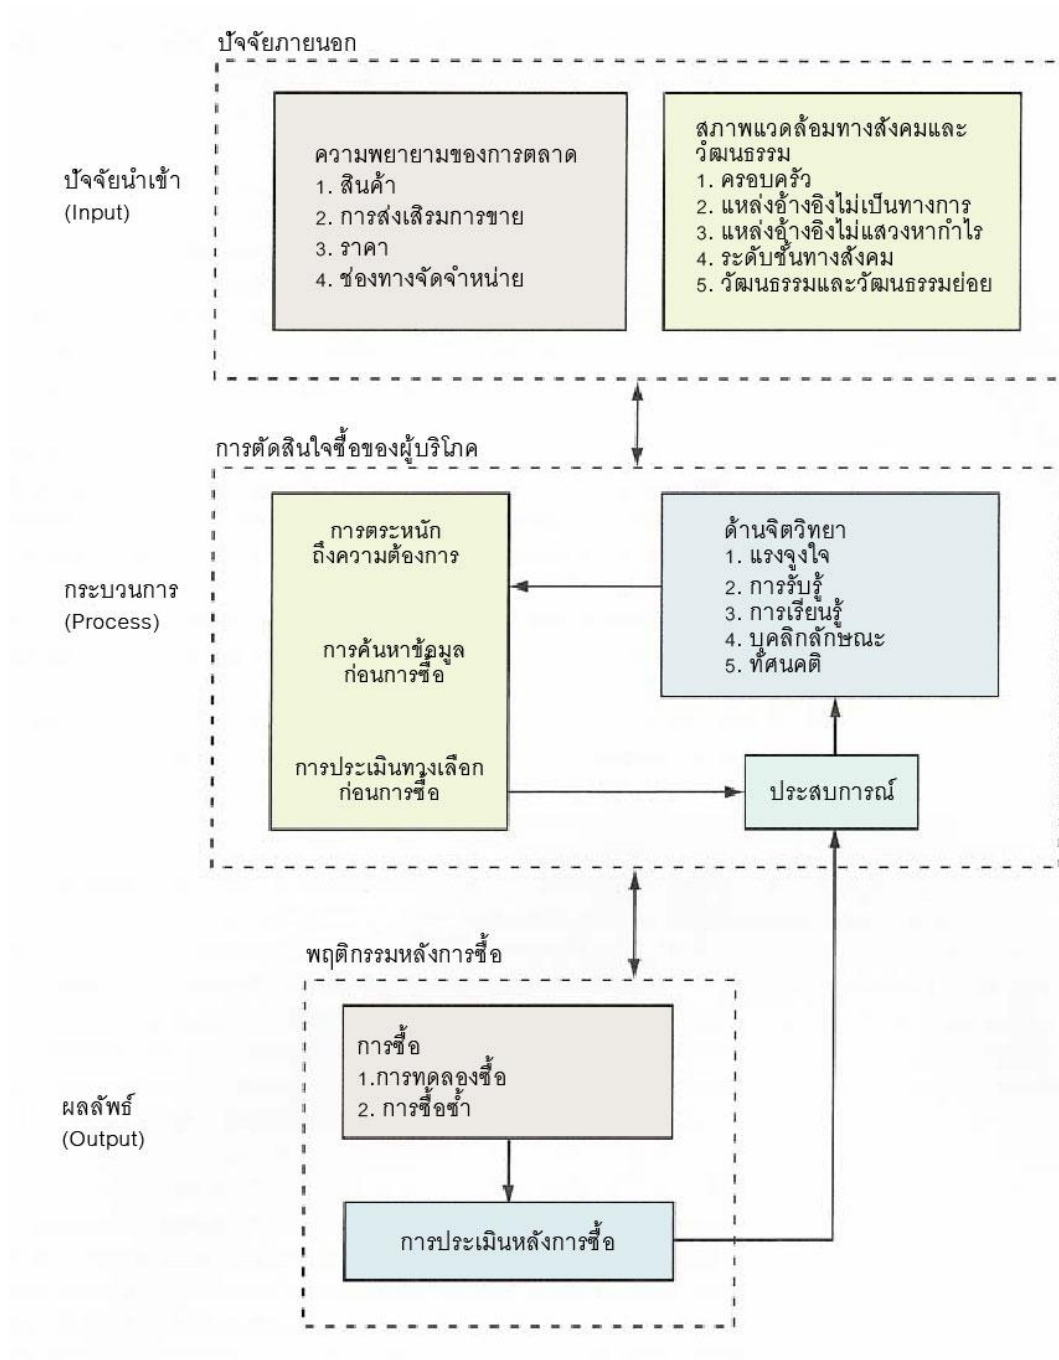 ปัจจัยภายนอก
ปัจจัยนำเข้า
(Input)
ความพยายามของการตลาด
1. สินค้า
2. การส่งเสิรมการขาย
3. ราคา
4. ช่องทางจัดจำหน่าย
สภาพแวดล้อมทางสังคมและ
วัฒนธรรม
1. ครอบครัว
2. แหล่งอ้างอิงไม่เป็นทางการ
3. แหล่งอ้างอิงไม่แสวงหากำไร
4. ระดับชั้นทางสังคม
5. วัฒนธรรมและวัฒนธรรมย่อย
การตัดสินใจซื้อของผู้บริโภค
กระบวนการ
(Process)
การตระหนัก
ถึงความต้องการ
การค้นหาข้อมูล
ก่อนการซื้อ
การประเมินทางเลือก
ก่อนการซื้อ
ด้านจิตวิทยา
1. แรงจูงใจ
2. การรับรู้
3. การเรียนรู้
4. บุคลิกลักษณะ
5. ทัศนคติ
ประสบการณ์
พฤติกรรมหลังการซื้อ
ผลลัพธ์
(Output)
การซื้อ
1.การทดลองซื้อ
2. การซื้อซ้ำ
การประเมินหลังการซื้อ